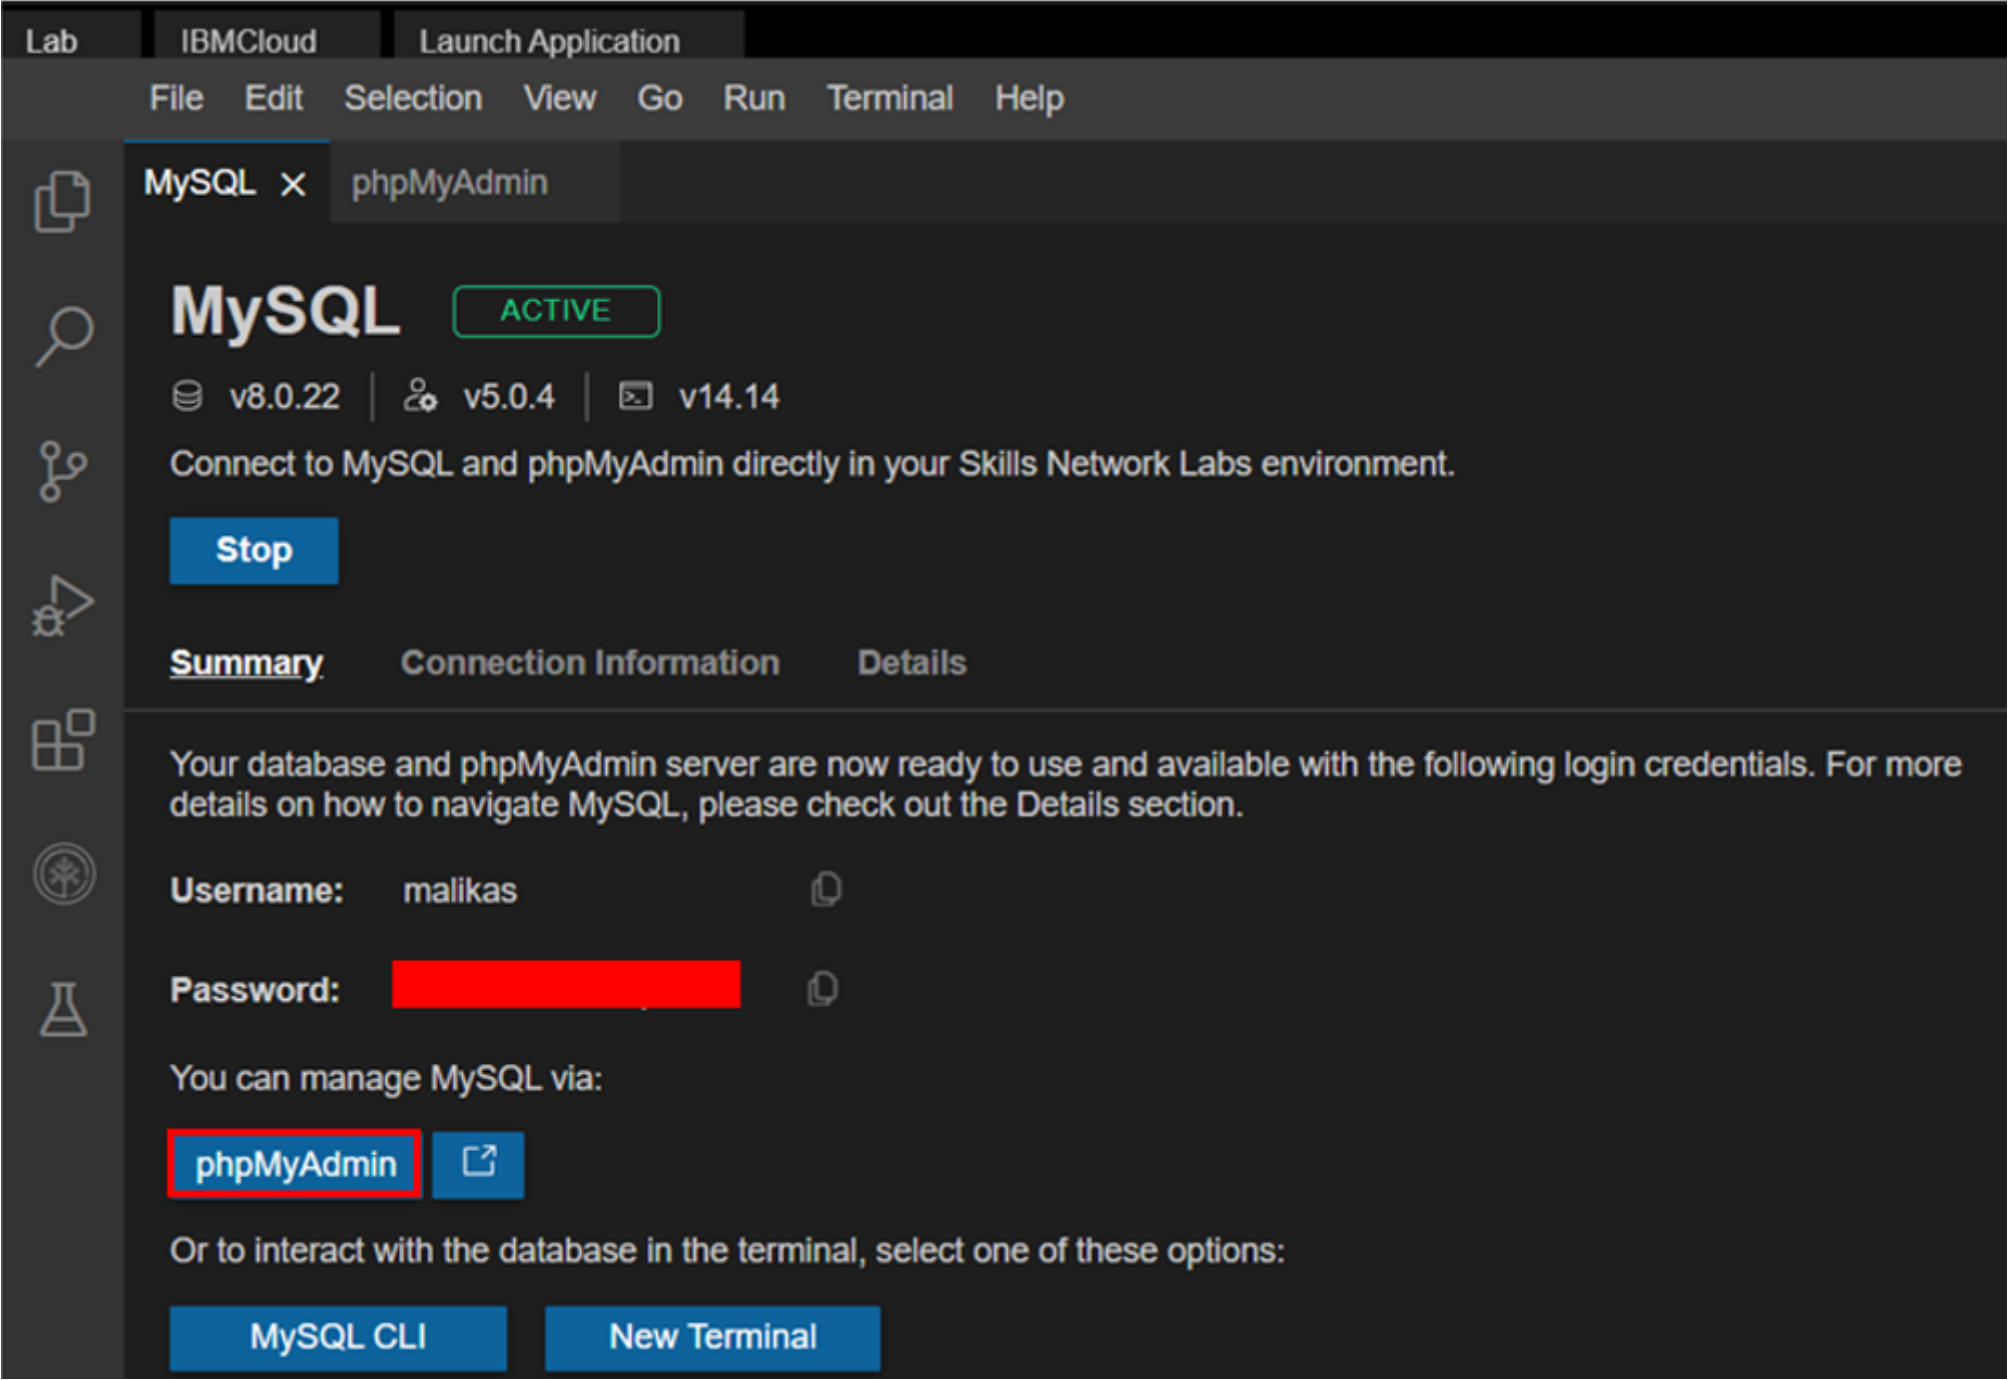 Lab IBMCloud Launch Application
File Edit Selection View Go Run Terminal Help
MySQL phpMyAdmin
MySQL ACTIVE
v8.0.22 v5.0.4 v14.14
Connect to MySQL and phpMyAdmin directly in your Skills Network Labs environment.
Stop
Summary Connection Information Details
Your database and phpMyAdmin server are now ready to use and available with the following login credentials. For more
details on how to navigate MySQL, please check out the Details section.
Username: malikas
Password:
You can manage MySQL via:
phpMyAdmin
Or to interact with the database in the terminal, select one of these options:
MySQL CLI New Terminal